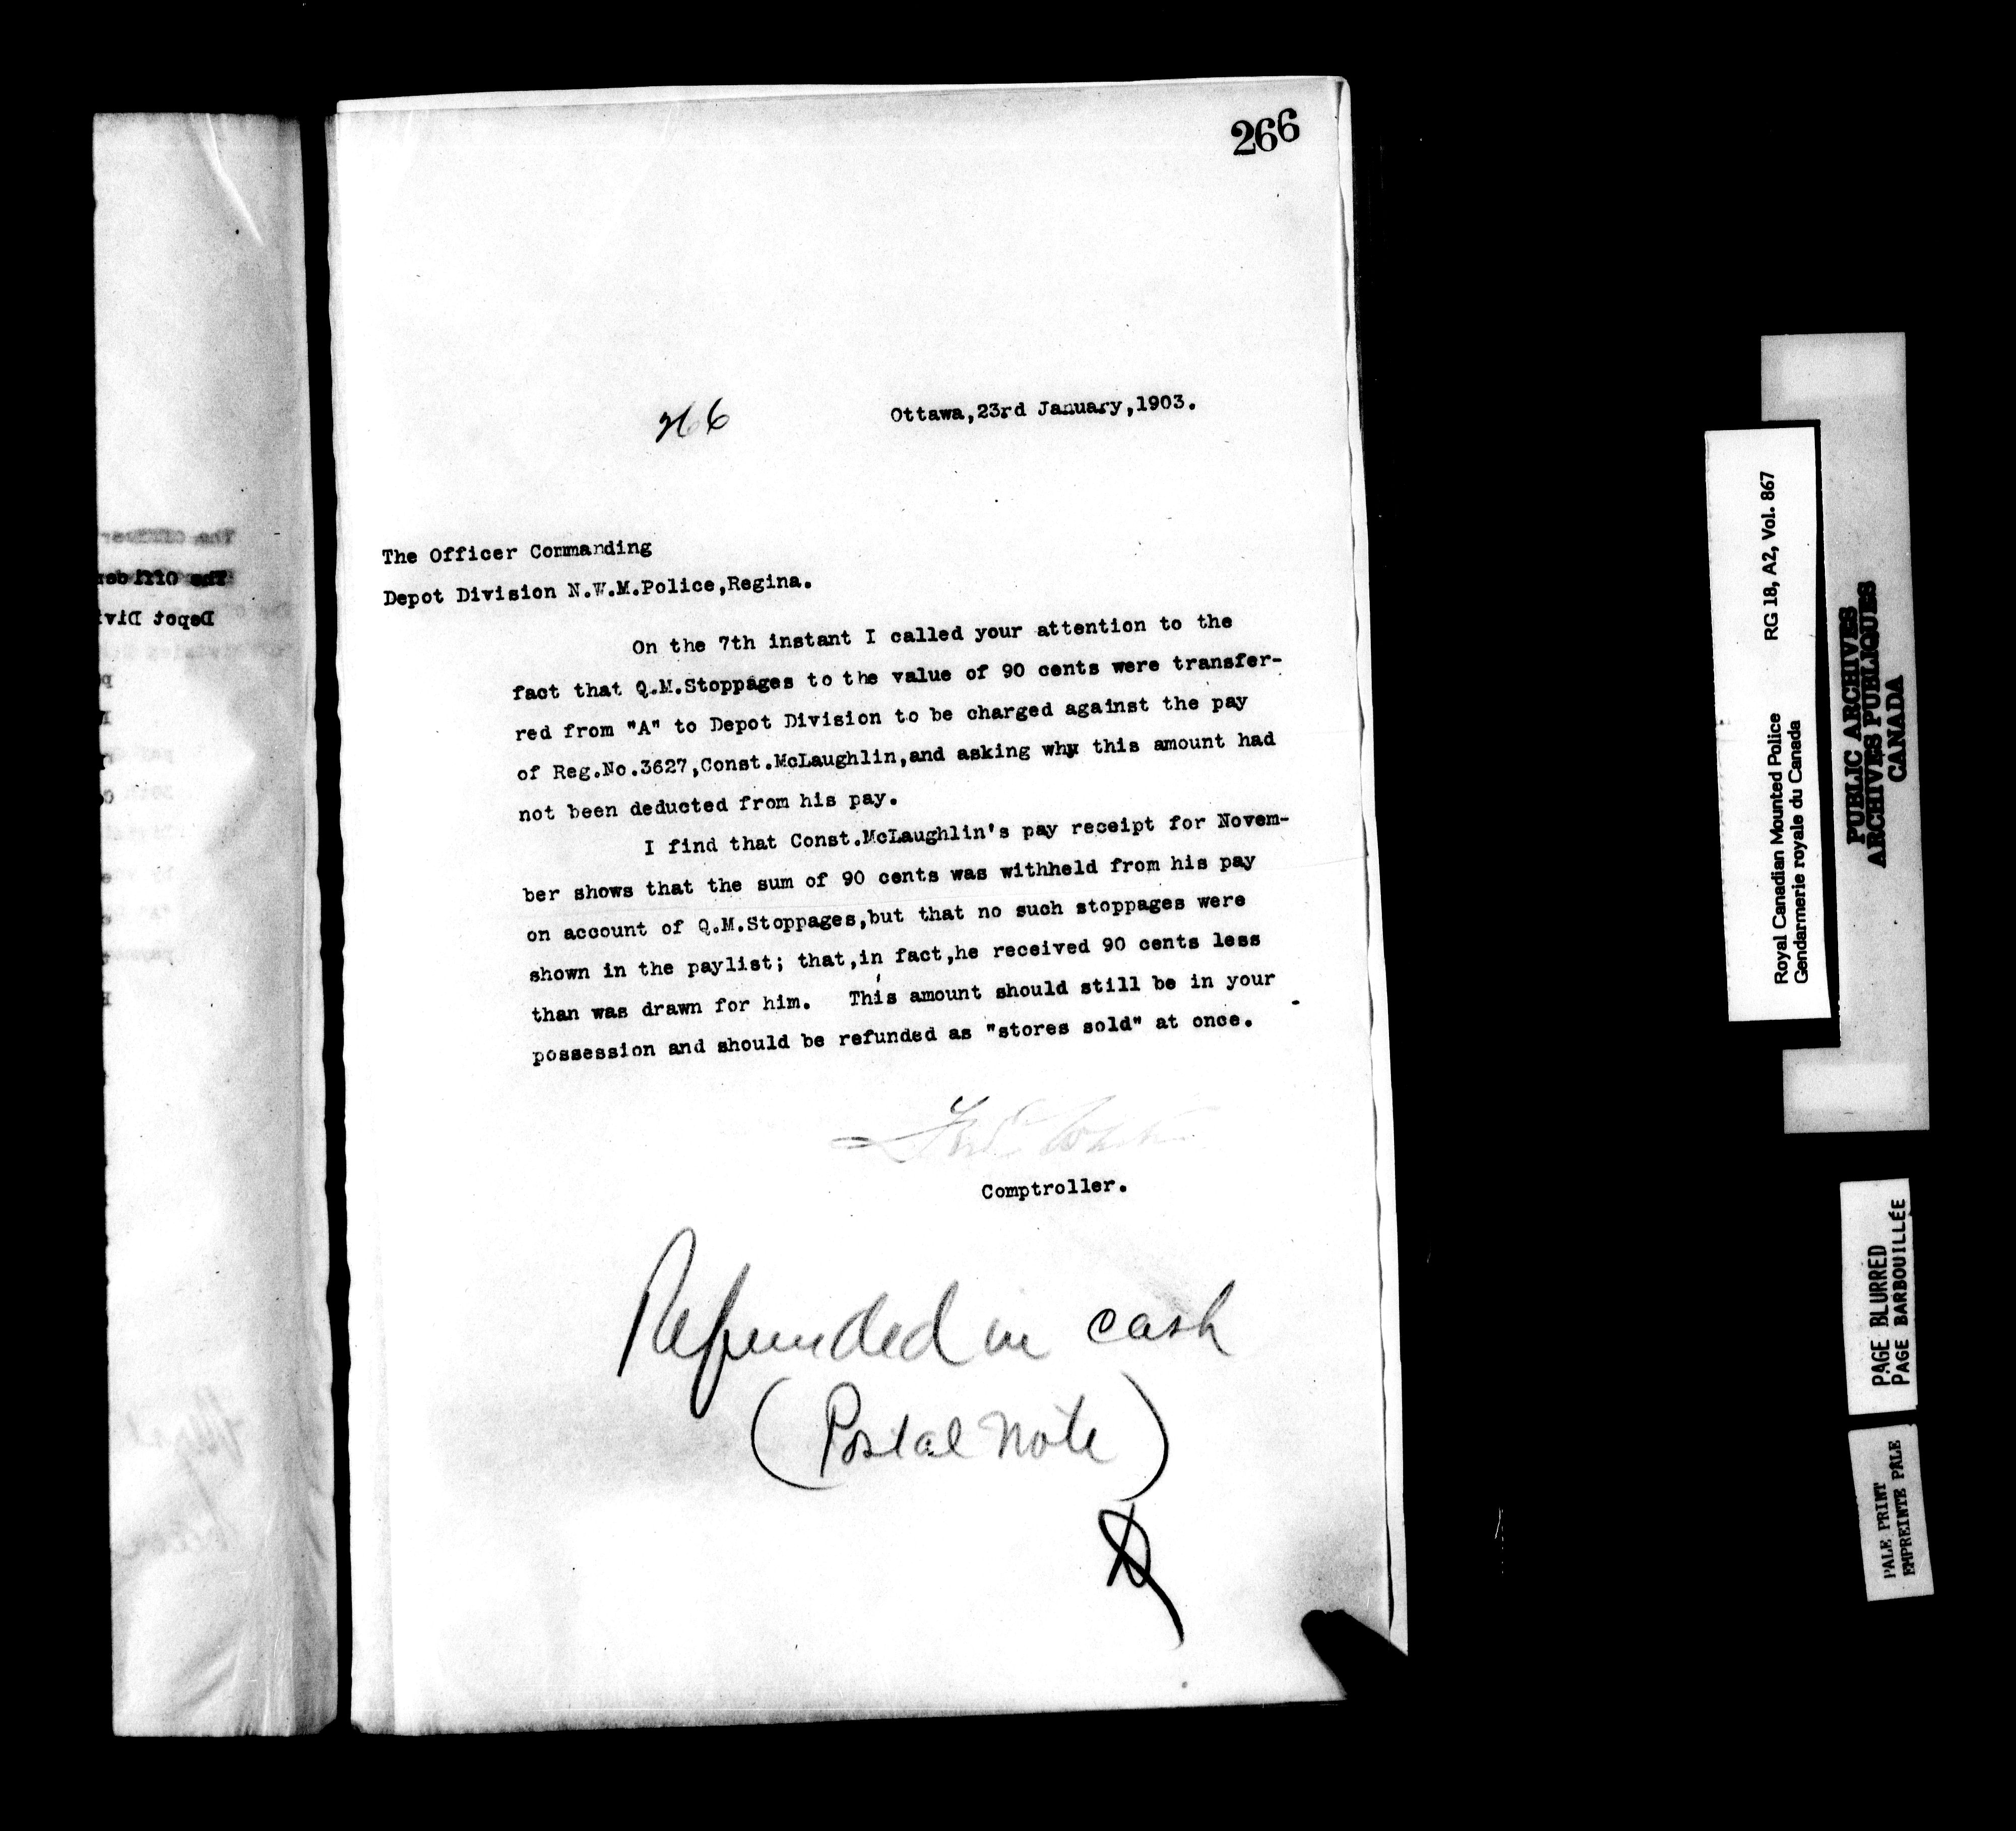 266
266
Ottawa,23rd January,1903.
The Officer Commanding
Depot Division N.W.M.Police,Regina.
On the 7th instant I called your attention to the
fact that Q.M.Stoppages to the value of 90 cents were transfer-
red from "A" to Depot Division to be charged against the pay
of Reg.No.3627,Const.McLaughlin,and asking why this amount had
not been deducted from his pay.
I find that Const.McLaughlin's pay receipt for Novem-
ber shows that the sum of 90 cents was withheld from his pay
on account of Q.M.Stoppages,but that no such stoppages were
shown in the paylist; that,in fact,he received 90 cents less
than was drawn for him. This amount should still be in your
possession and should be refunded as "stores sold" at once.
Fred White
Comptroller.
Refunded in cash
(Postal Note)
The Officer
Depot Divi
Royal Canadian Mounted Police RG 18, A2, Vol. 867
Gendarmerie royale du Canada
PUBLIC ARCHIVES
ARCHIVES PUBLIQUES
CANADA
PAGE BLURRED
PAGE BARBOUILLÉE
PALE PRINT
EMPREINTE PALE